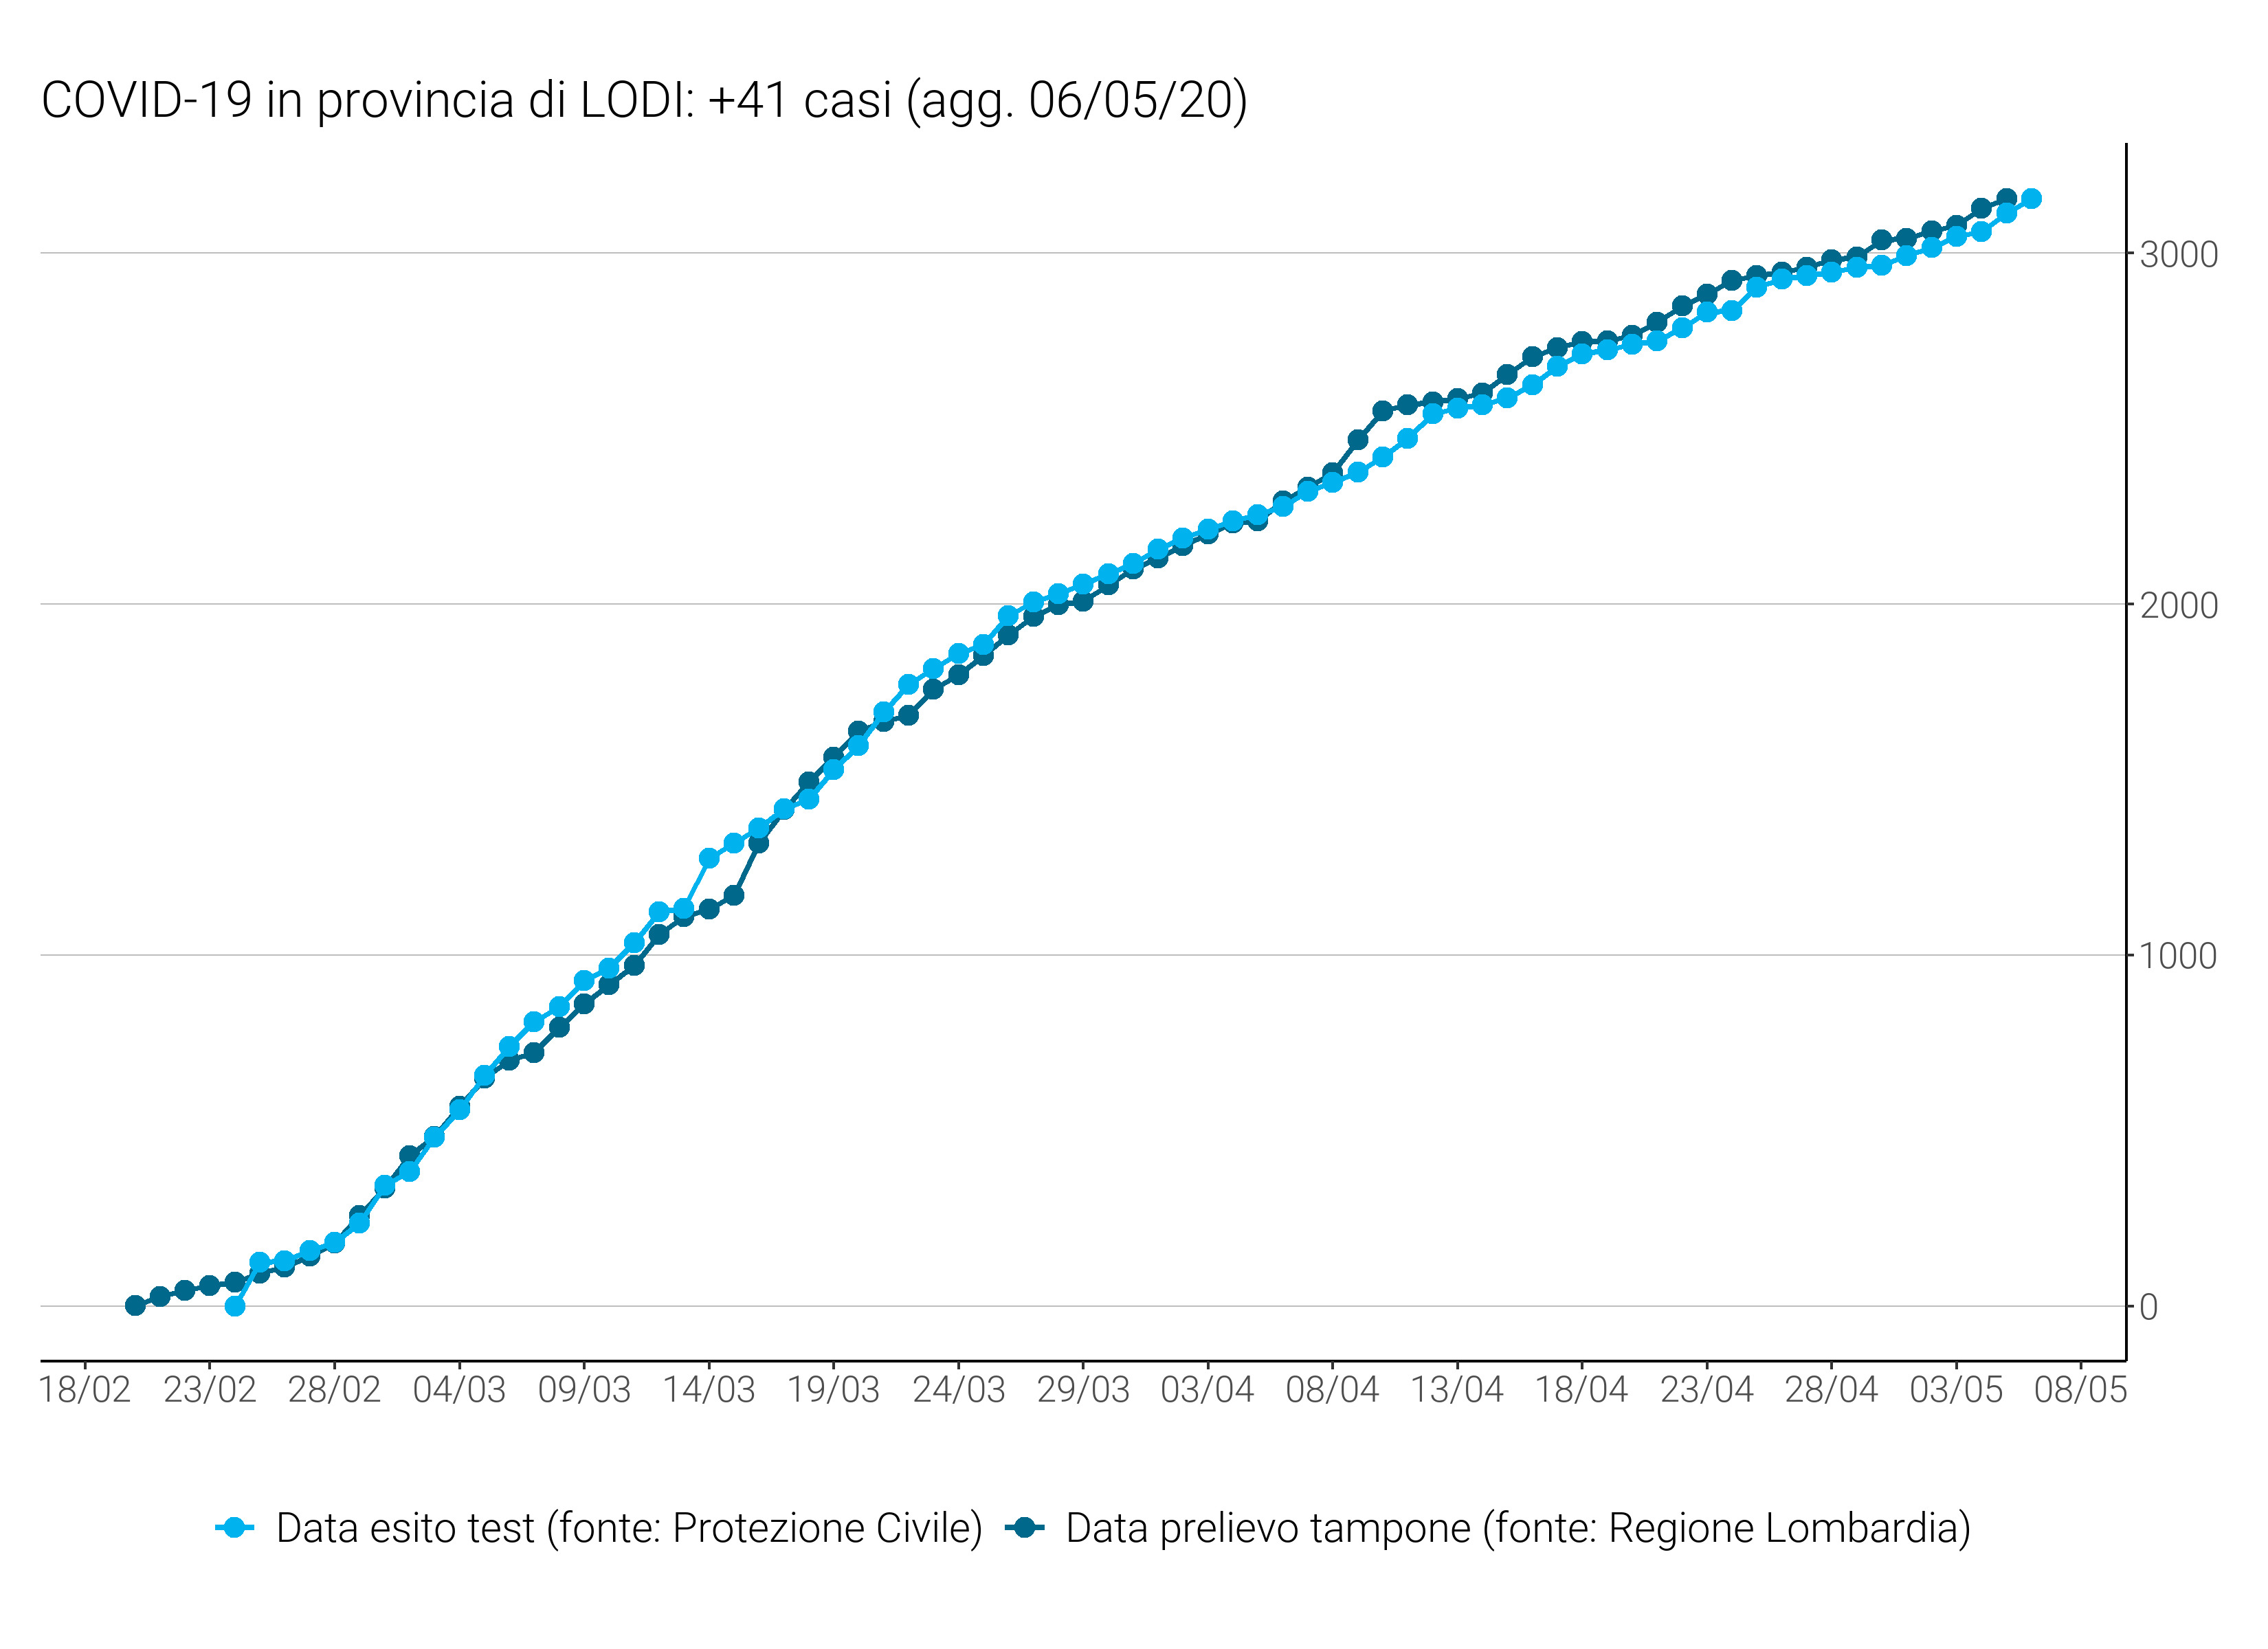 COVID-19 in provincia di LODI: +41 casi (agg. 06/05/20)
3000
2000
1000
0
18/02 23/02 28/02 04/03 09/03 14/03 19/03 24/03 29/03 03/04 08/04 13/04 18/04 23/04 28/04 03/05 08/05
Data esito test (fonte: Protezione Civile) Data prelievo tampone (fonte: Regione Lombardia)